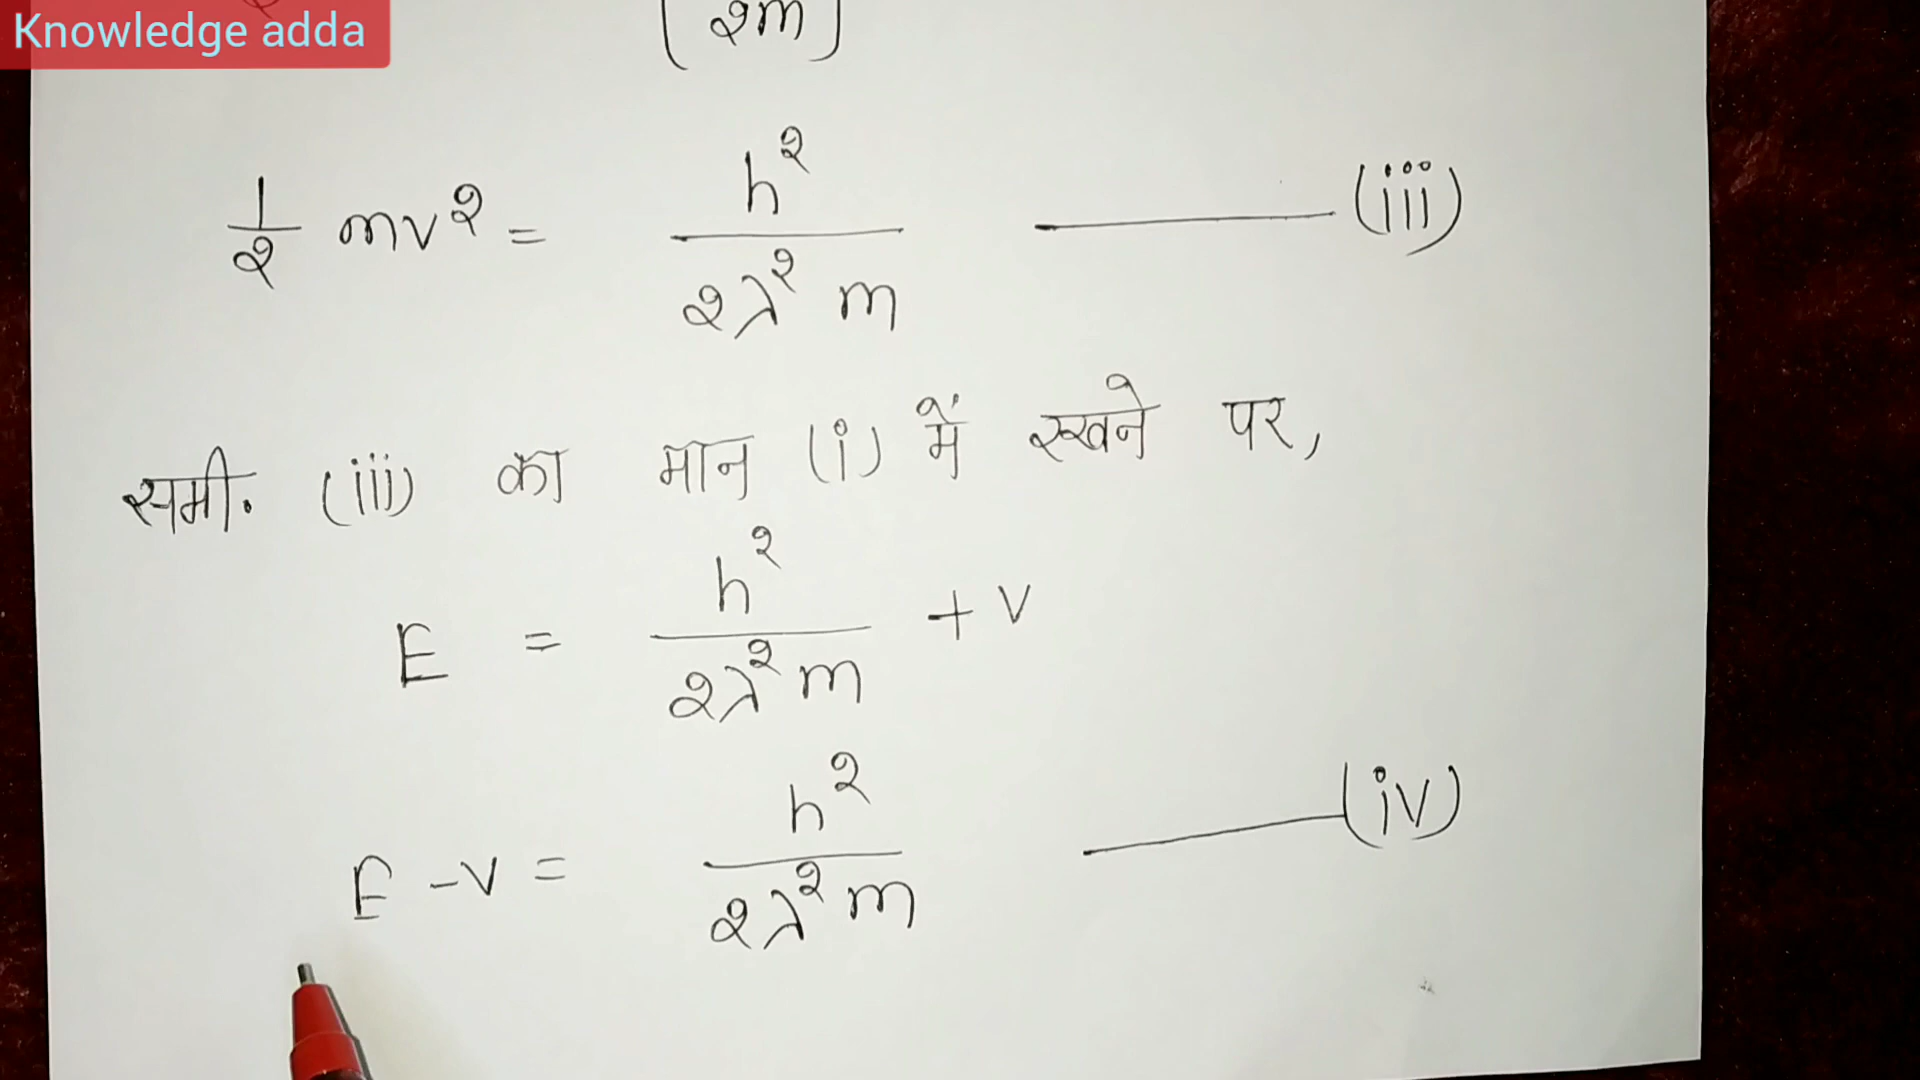 Knowledge adda
[2m]
1/2 mv² = h²/2λ²m ——— (iii)
समी. (iii) का मान (i) में रखने पर,
E = h²/2λ²m + v
E - v = h²/2λ²m ——— (iv)